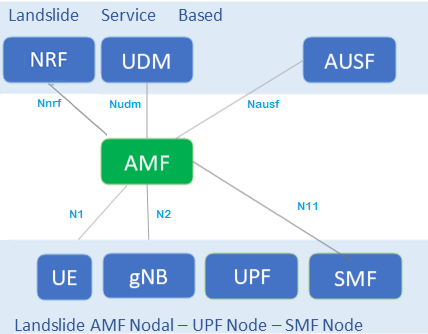 Landslide Service Based
NRF UDM AUSF
Nnrf Nudm Nausf
AMF
N1 N2 N11
UE gNB UPF SMF
Landslide AMF Nodal – UPF Node – SMF Node